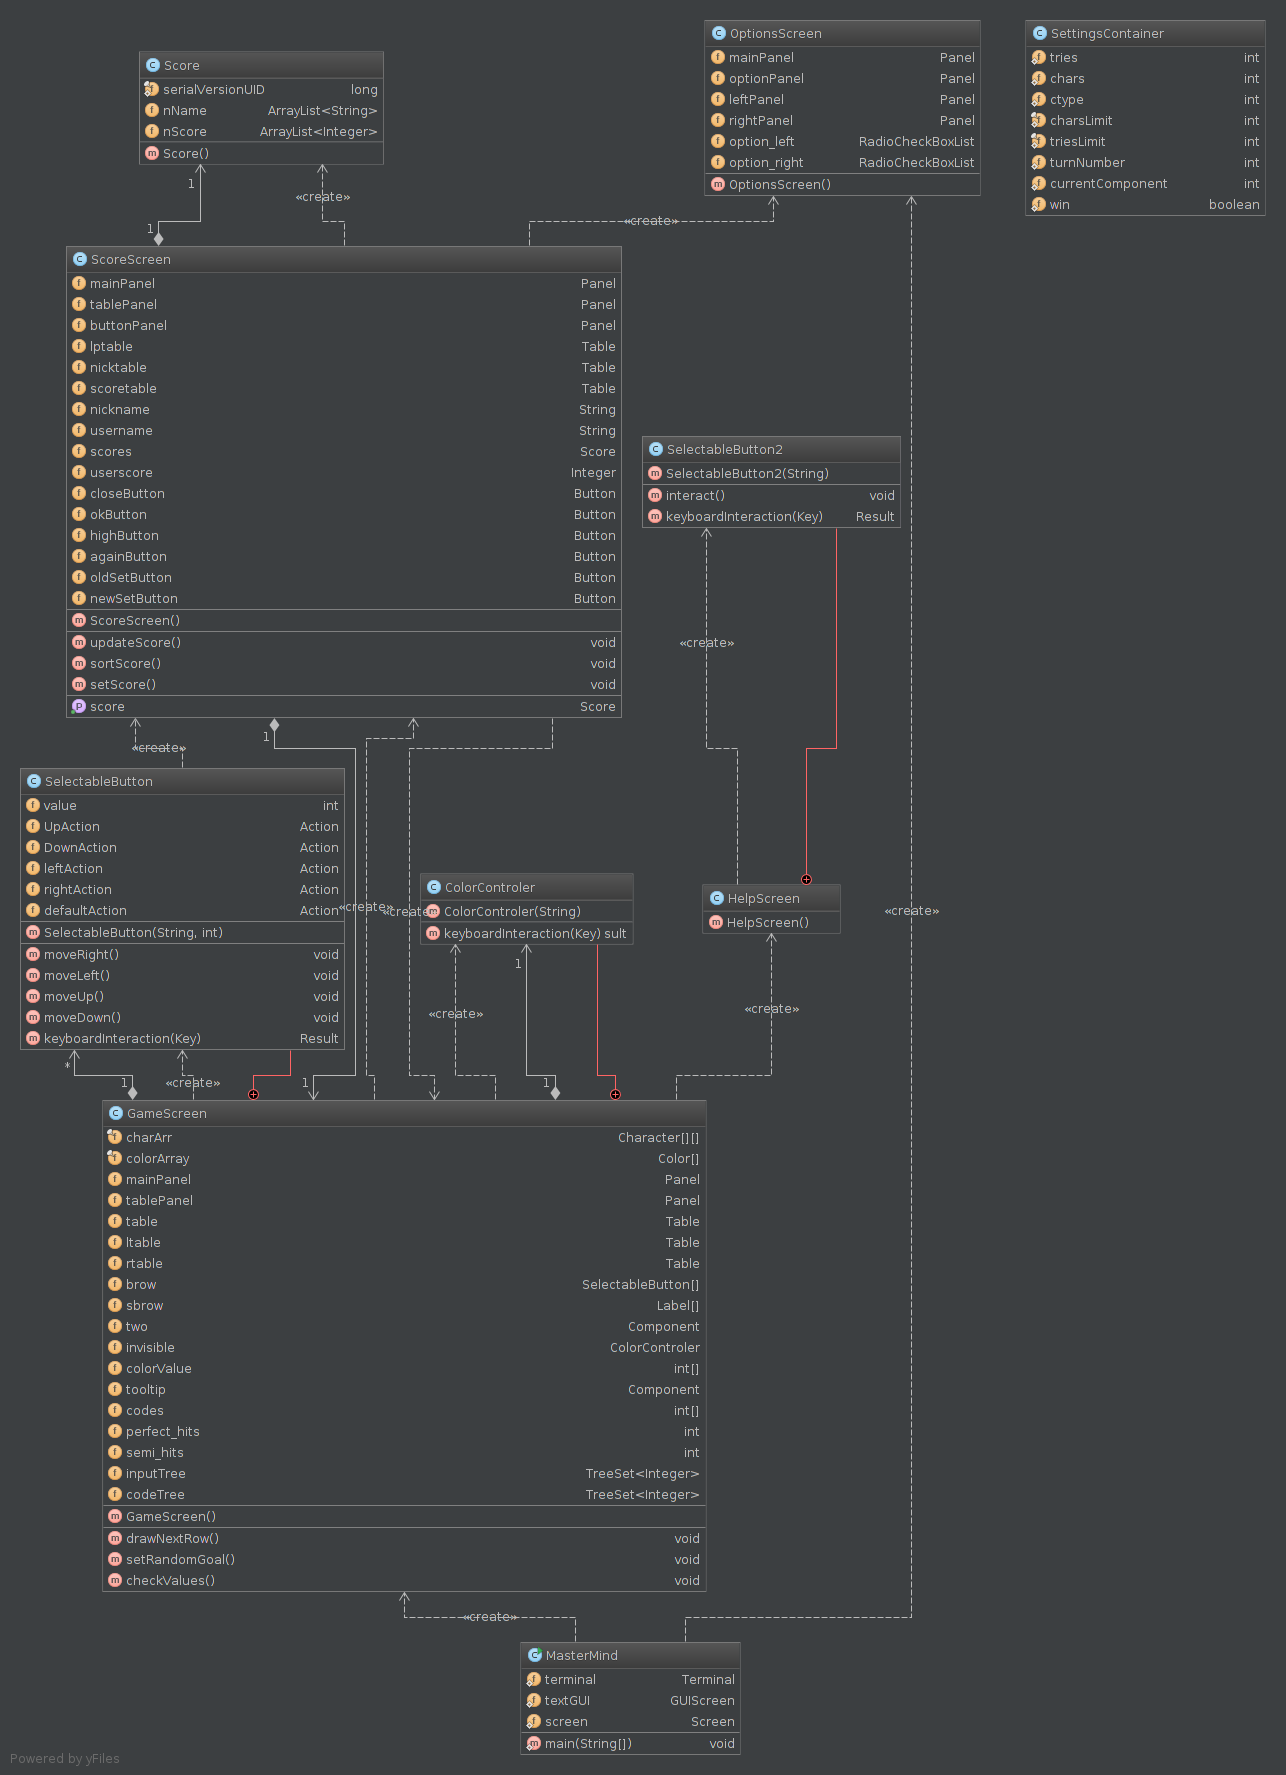 Score
serialVersionUID long
nName ArrayList<String>
nScore ArrayList<Integer>
Score()
OptionsScreen
mainPanel Panel
optionPanel Panel
leftPanel Panel
rightPanel Panel
option_left RadioCheckBoxList
option_right RadioCheckBoxList
OptionsScreen()
SettingsContainer
tries int
chars int
ctype int
charsLimit int
triesLimit int
turnNumber int
currentComponent int
win boolean
1
«create»
1
«create»
ScoreScreen
mainPanel Panel
tablePanel Panel
buttonPanel Panel
lptable Table
nicktable Table
scoretable Table
nickname String
username String
scores Score
userscore Integer
closeButton Button
okButton Button
highButton Button
againButton Button
oldSetButton Button
newSetButton Button
ScoreScreen()
updateScore() void
sortScore() void
setScore() void
score Score
SelectableButton2
SelectableButton2(String)
interact() void
keyboardInteraction(Key) Result
«create»
1
«create»
SelectableButton
value int
UpAction Action
DownAction Action
leftAction Action
rightAction Action
defaultAction Action
SelectableButton(String, int)
moveRight() void
moveLeft() void
moveUp() void
moveDown() void
keyboardInteraction(Key) Result
«create»
«create
ColorControler
ColorControler(String)
keyboardInteraction(Key) sult
HelpScreen
HelpScreen()
«create»
1
«create»
«create»
*
1
«create»
1
1
GameScreen
charArr Character[][]
colorArray Color[]
mainPanel Panel
tablePanel Panel
table Table
ltable Table
rtable Table
brow SelectableButton[]
sbrow Label[]
two Component
invisible ColorControler
colorValue int[]
tooltip Component
codes int[]
perfect_hits int
semi_hits int
inputTree TreeSet<Integer>
codeTree TreeSet<Integer>
GameScreen()
drawNextRow() void
setRandomGoal() void
checkValues() void
«create»
MasterMind
terminal Terminal
textGUI GUIScreen
screen Screen
main(String[]) void
Powered by yFiles